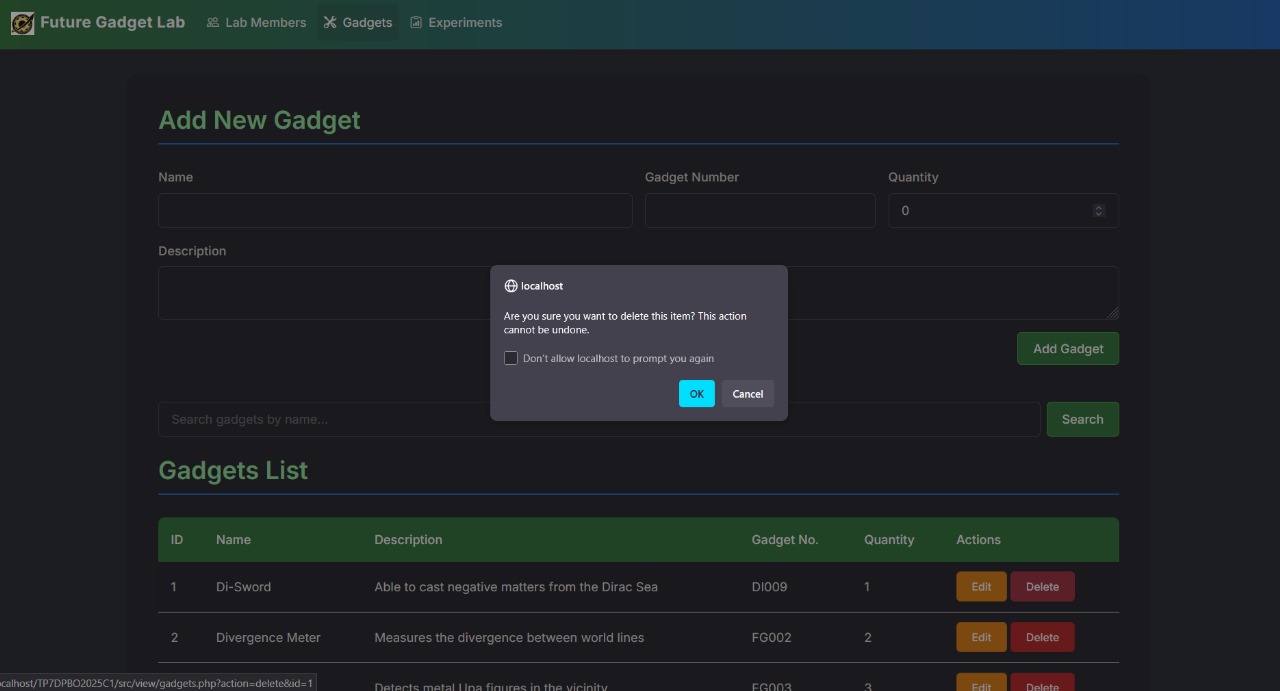 Future Gadget Lab Lab Members Gadgets Experiments
Add New Gadget
Name Gadget Number Quantity
0
Description
localhost
Are you sure you want to delete this item? This action
cannot be undone.
Don't allow localhost to prompt you again
Add Gadget
OK Cancel
Search gadgets by name... Search
Gadgets List
ID Name Description Gadget No. Quantity Actions
1 Di-Sword Able to cast negative matters from the Dirac Sea DI009 1 Edit Delete
2 Divergence Meter Measures the divergence between world lines FG002 2 Edit Delete
Detects metal Upa figures in the vicinity FG003 3 Edit Delete
ocalhost/TP7DPBO2025C1/src/view/gadgets.php?action=delete&id=1